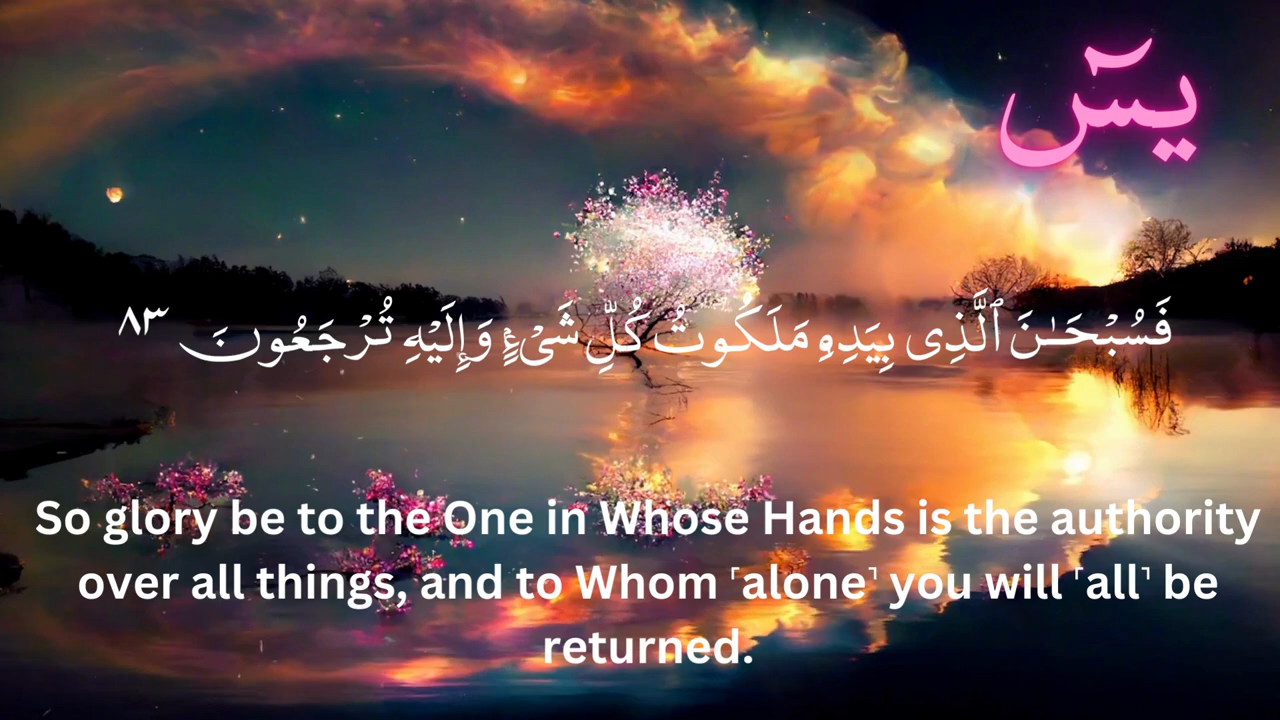 يسٓ
فَسُبْحَـٰنَ ٱلَّذِى بِيَدِهِۦ مَلَكُوتُ كُلِّ شَىْءٍۢ وَإِلَيْهِ تُرْجَعُونَ ٨٣
So glory be to the One in Whose Hands is the authority
over all things, and to Whom ˹alone˺ you will ˹all˺ be
returned.